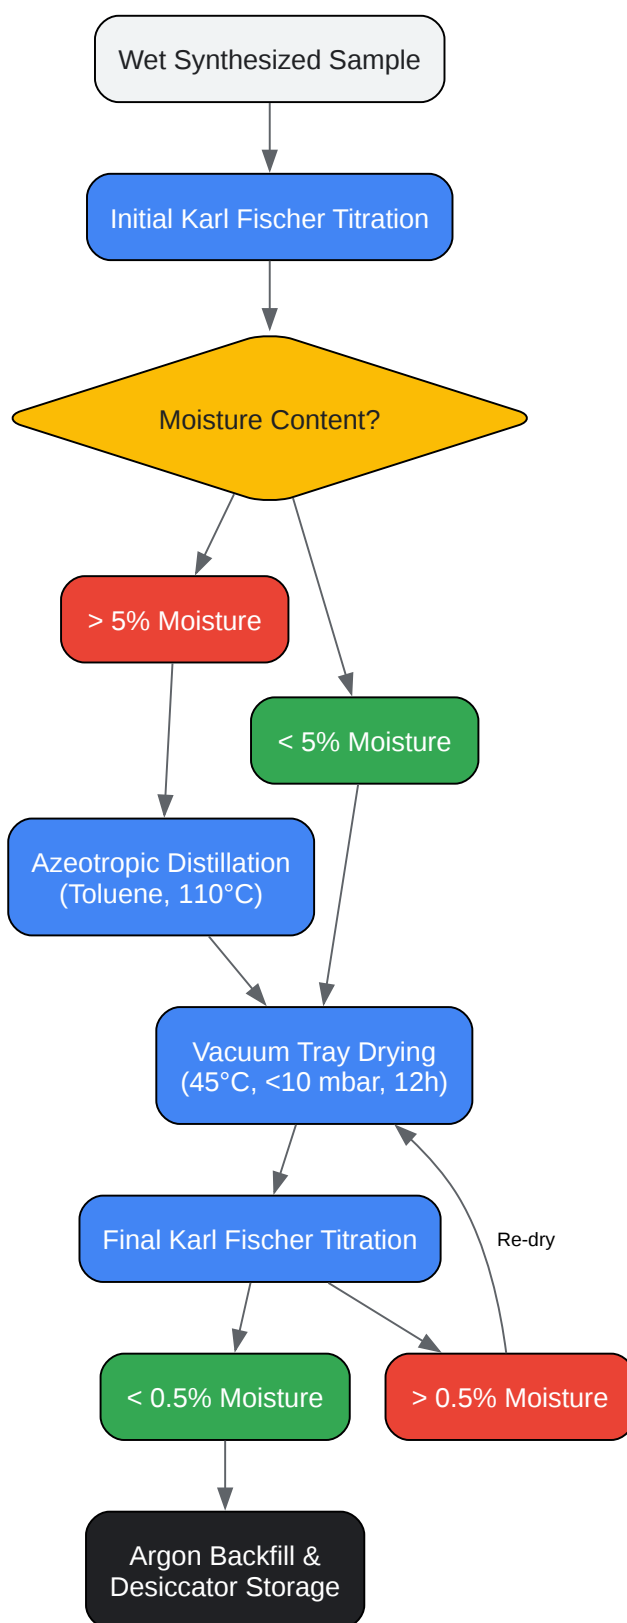 Wet Synthesized Sample
Initial Karl Fischer Titration
Moisture Content?
> 5% Moisture
< 5% Moisture
Azeotropic Distillation
(Toluene, 110°C)
Vacuum Tray Drying
(45°C, <10 mbar, 12h)
Final Karl Fischer Titration
Re-dry
< 0.5% Moisture
> 0.5% Moisture
Argon Backfill &
Desiccator Storage